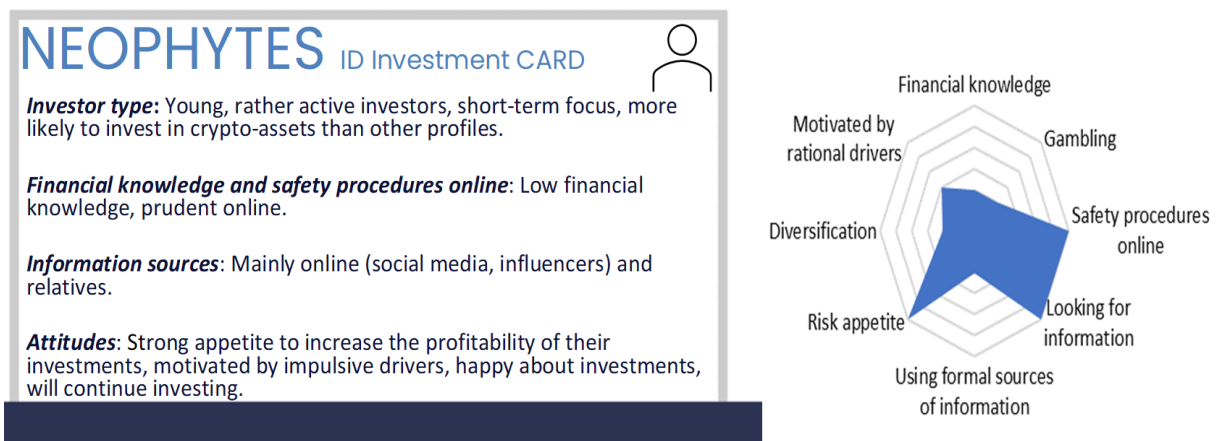 NEOPHYTES ID Investment CARD
Investor type: Young, rather active investors, short-term focus, more
likely to invest in crypto-assets than other profiles.
Financial knowledge and safety procedures online: Low financial
knowledge, prudent online.
Information sources: Mainly online (social media, influencers) and
relatives.
Attitudes: Strong appetite to increase the profitability of their
investments, motivated by impulsive drivers, happy about investments,
will continue investing.
Financial knowledge
Gambling
Safety procedures
online
Looking for
information
Using formal sources
of information
Risk appetite
Diversification
Motivated by
rational drivers